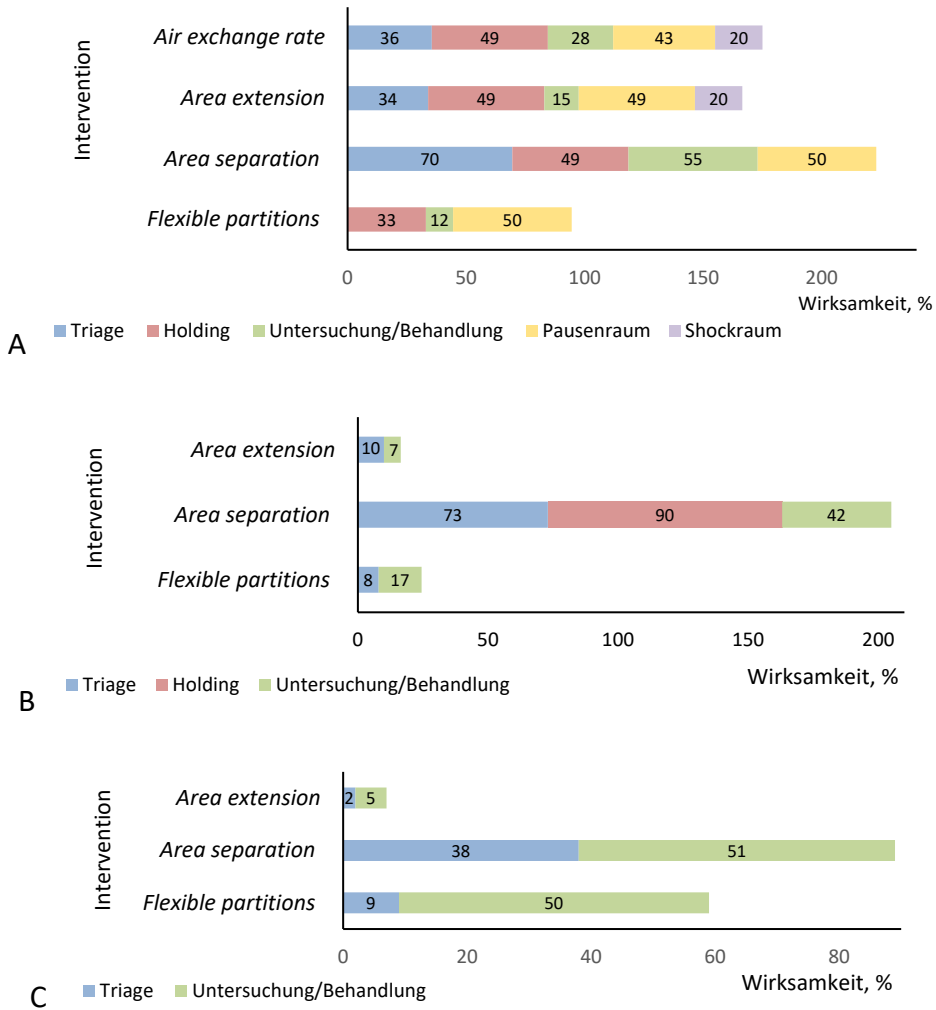 Intervention
Air exchange rate 36 49 28 43 20
Area extension 34 49 15 49 20
Area separation 70 49 55 50
Flexible partitions 33 12 50
0 50 100 150 200
Wirksamkeit, %
Triage Holding Untersuchung/Behandlung Pausenraum Shockraum
A
Intervention
Area extension 10 7
Area separation 73 90 42
Flexible partitions 8 17
0 50 100 150 200
Wirksamkeit, %
Triage Holding Untersuchung/Behandlung
B
Intervention
Area extension 2 5
Area separation 38 51
Flexible partitions 9 50
0 20 40 60 80
Wirksamkeit, %
Triage Untersuchung/Behandlung
C